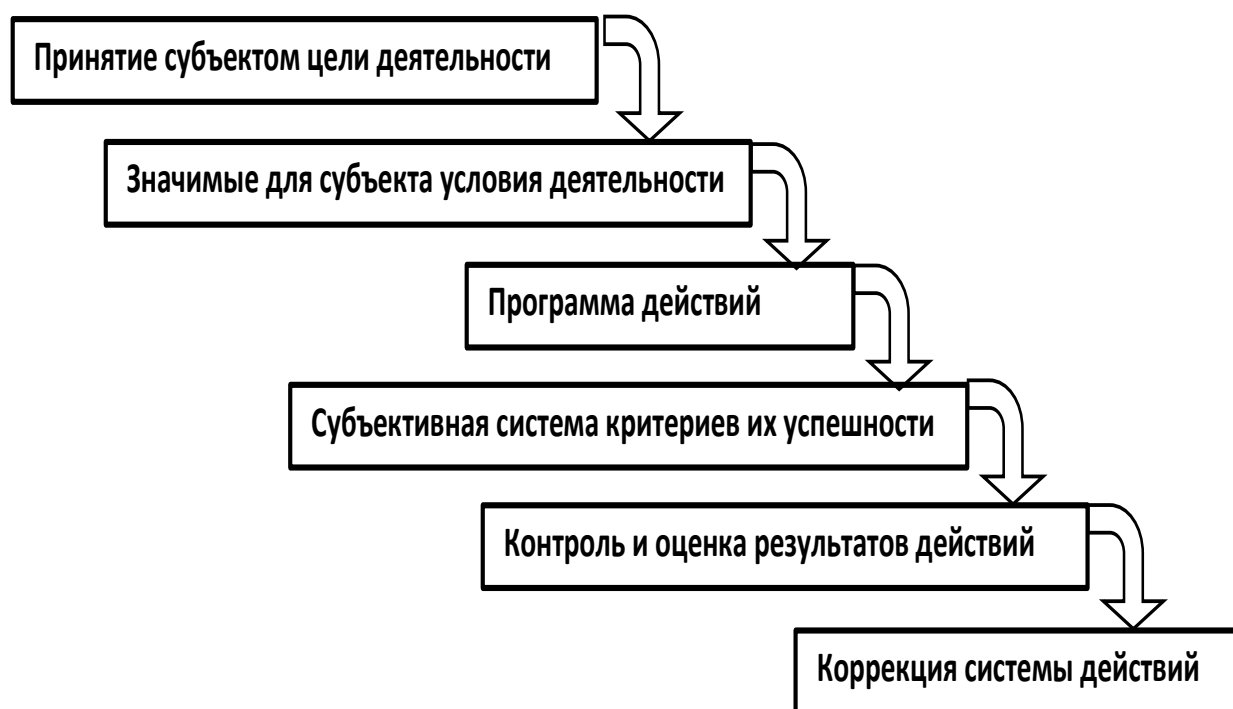 Принятие субъектом цели деятельности
Значимые для субъекта условия деятельности
Программа действий
Субъективная система критериев их успешности
Контроль и оценка результатов действий
Коррекция системы действий